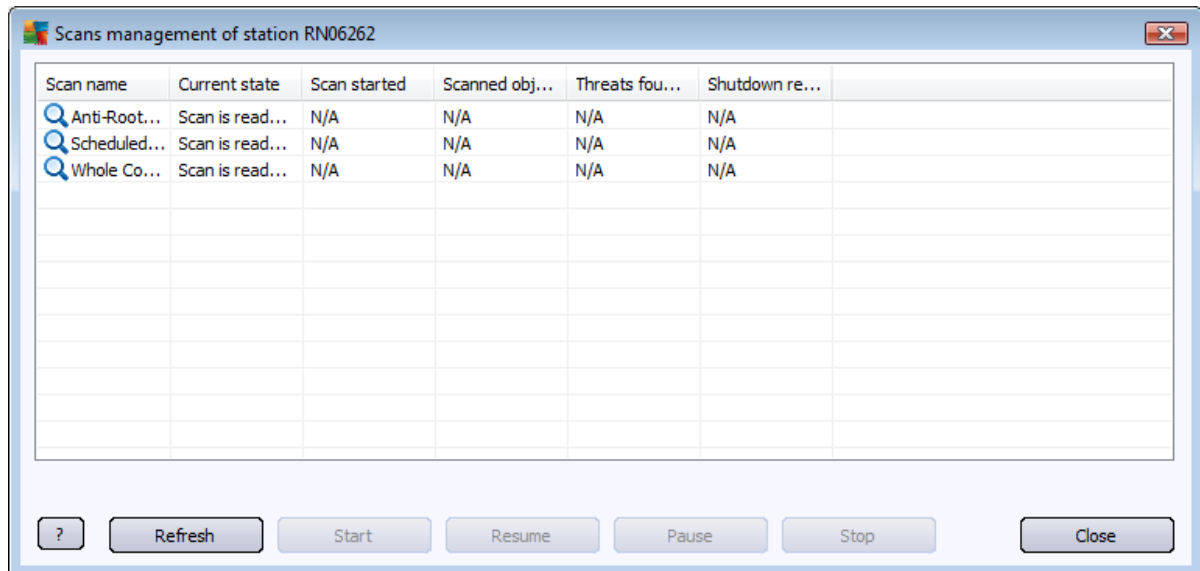 Scans management of station RN06262
Scan name Current state Scan started Scanned obj... Threats fou... Shutdown re...
Anti-Root... Scan is read... N/A N/A N/A N/A
Scheduled... Scan is read... N/A N/A N/A N/A
Whole Co... Scan is read... N/A N/A N/A N/A
? Refresh Start Resume Pause Stop Close